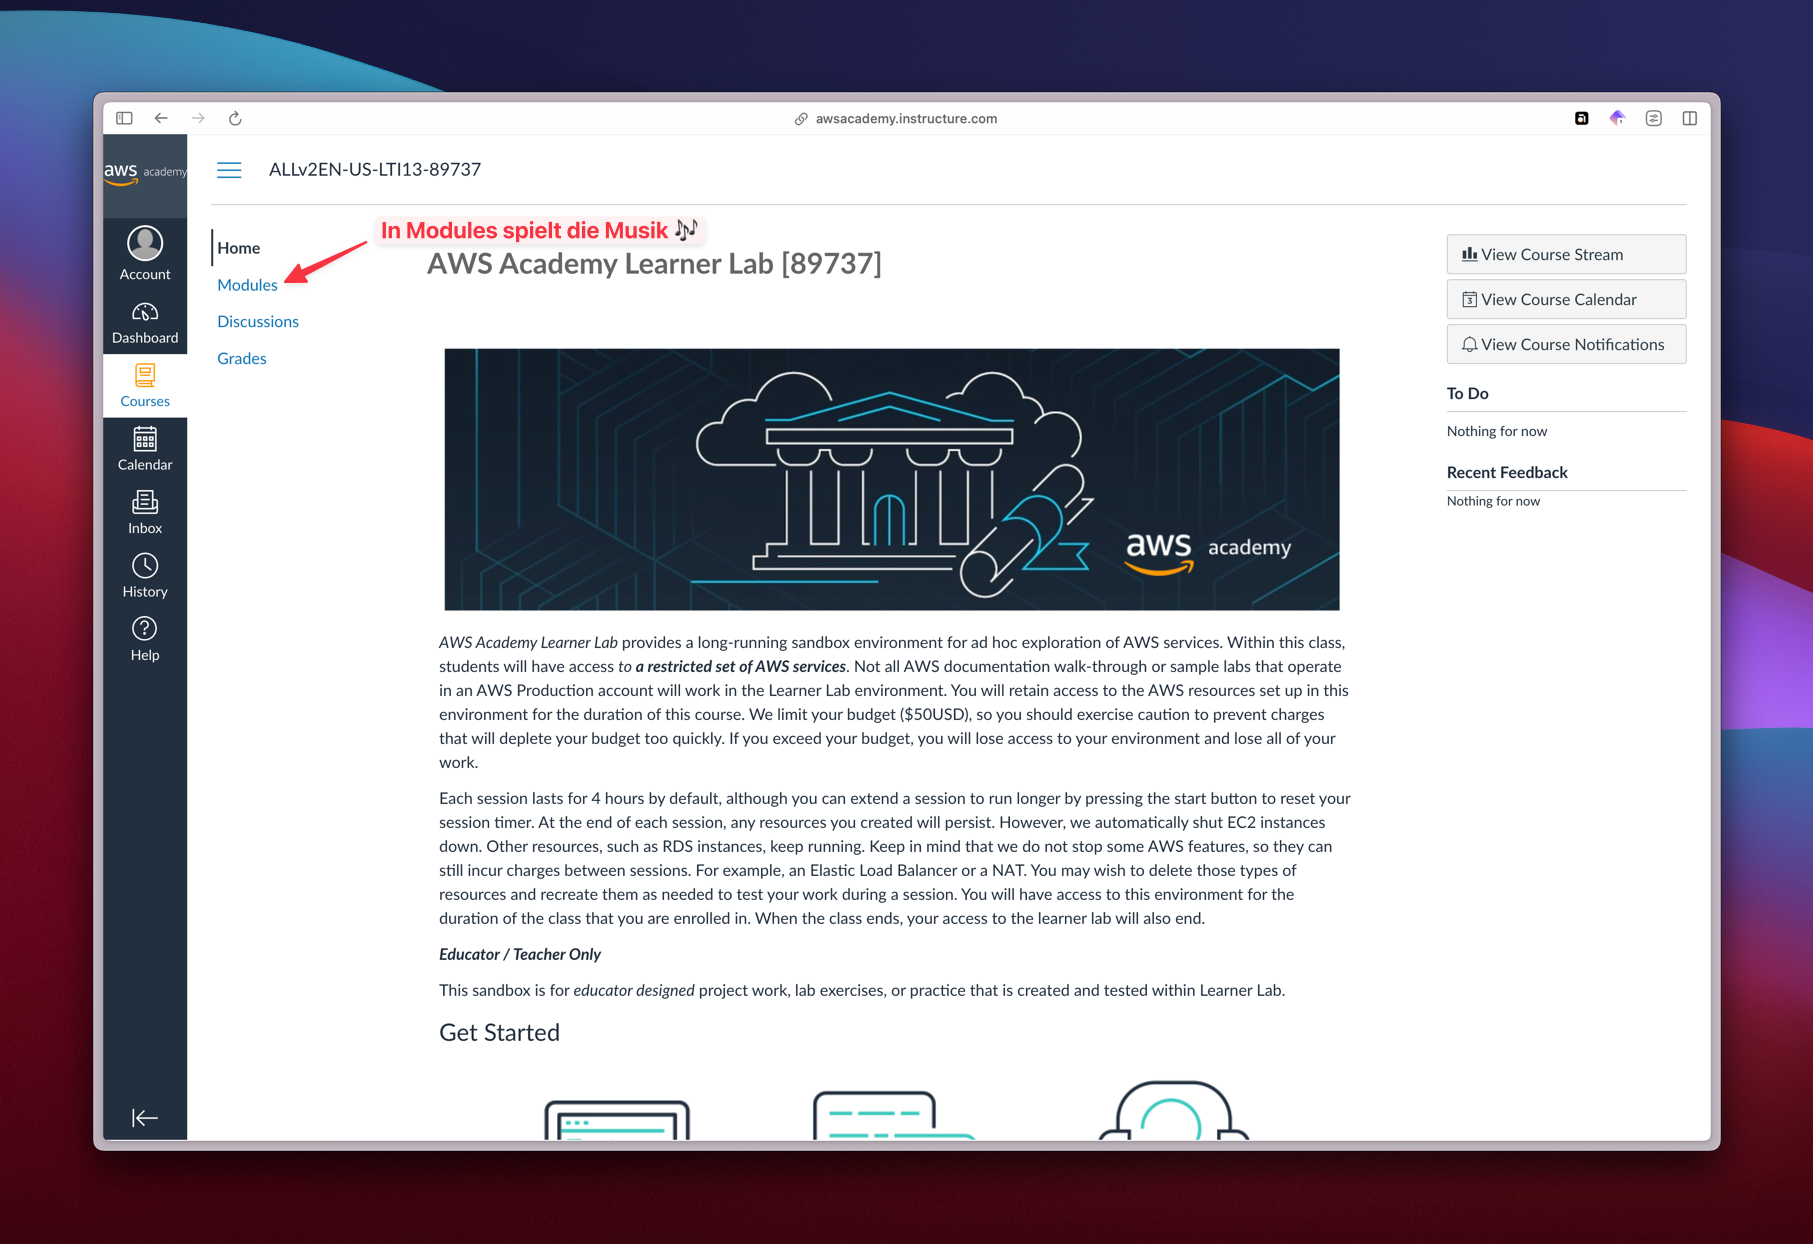 awsacademy.instructure.com
aws academy
ALLv2EN-US-LTI13-89737
Account
Dashboard
Courses
Calendar
Inbox
History
Help
Home
Modules
Discussions
Grades
In Modules spielt die Musik 🎶
AWS Academy Learner Lab [89737]
aws academy
AWS Academy Learner Lab provides a long-running sandbox environment for ad hoc exploration of AWS services. Within this class,
students will have access to a restricted set of AWS services. Not all AWS documentation walk-through or sample labs that operate
in an AWS Production account will work in the Learner Lab environment. You will retain access to the AWS resources set up in this
environment for the duration of this course. We limit your budget ($50USD), so you should exercise caution to prevent charges
that will deplete your budget too quickly. If you exceed your budget, you will lose access to your environment and lose all of your
work.
Each session lasts for 4 hours by default, although you can extend a session to run longer by pressing the start button to reset your
session timer. At the end of each session, any resources you created will persist. However, we automatically shut EC2 instances
down. Other resources, such as RDS instances, keep running. Keep in mind that we do not stop some AWS features, so they can
still incur charges between sessions. For example, an Elastic Load Balancer or a NAT. You may wish to delete those types of
resources and recreate them as needed to test your work during a session. You will have access to this environment for the
duration of the class that you are enrolled in. When the class ends, your access to the learner lab will also end.
Educator / Teacher Only
This sandbox is for educator designed project work, lab exercises, or practice that is created and tested within Learner Lab.
Get Started
View Course Stream
3 View Course Calendar
View Course Notifications
To Do
Nothing for now
Recent Feedback
Nothing for now